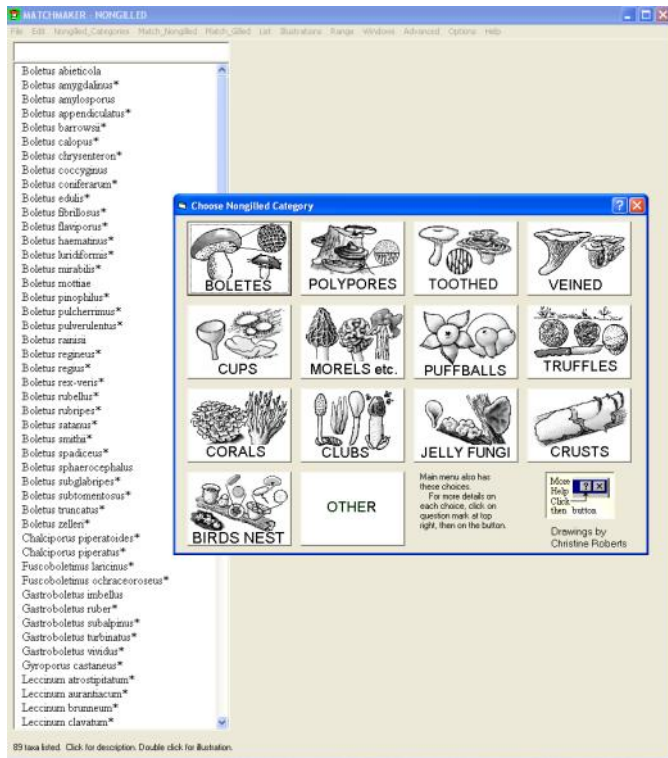 MATCHMAKER - NONGILLED
File Edit Nongilled_Categories Match_Nongilled Match_Gilled List Illustrations Range Windows Advanced Options Help
Boletus abieticola
Boletus amygdalinus*
Boletus amylosporus
Boletus appendiculatus*
Boletus barrowsii*
Boletus calopus*
Boletus chrysenteron*
Boletus coccyginus
Boletus coniferarum*
Boletus edulis*
Boletus fibrillosus*
Boletus flaviporus*
Boletus haematinus*
Boletus luridiformis*
Boletus mirabilis*
Boletus mottiae
Boletus pinophilus*
Boletus pulcherrimus*
Boletus pulverulentus*
Boletus rainisi
Boletus regineus*
Boletus regius*
Boletus rex-veris*
Boletus rubellus*
Boletus rubripes*
Boletus satanus*
Boletus smithii*
Boletus spadiceus*
Boletus sphaerocephalus
Boletus subglabripes*
Boletus subtomentosus*
Boletus truncatus*
Boletus zelleri*
Chalciporus piperatoides*
Chalciporus piperatus*
Fuscoboletinus laricinus*
Fuscoboletinus ochraceoroseus*
Gastroboletus imbellus
Gastroboletus ruber*
Gastroboletus subalpinus*
Gastroboletus turbinatus*
Gastroboletus vividus*
Gyroporus castaneus*
Leccinum atrostipitatum*
Leccinum aurantiacum*
Leccinum brunneum*
Leccinum clavatum*
89 taxa listed. Click for description. Double click for illustration.
Choose Nongilled Category
BOLETES
POLYPORES
TOOTHED
VEINED
CUPS
MORELS etc.
PUFFBALLS
TRUFFLES
CORALS
CLUBS
JELLY FUNGI
CRUSTS
BIRDS NEST
OTHER
Main menu also has
these choices.
For more details on
each choice, click on
question mark at top
right, then on the button.
More
Help
Click
then button
Drawings by
Christine Roberts